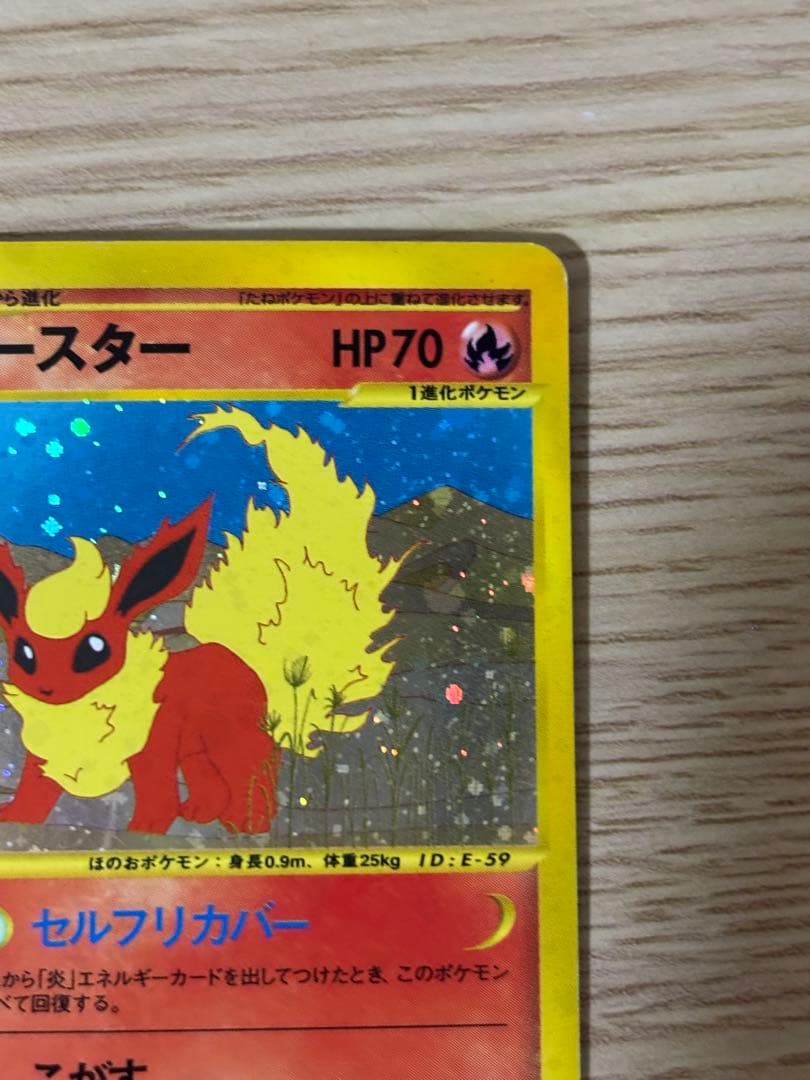 ら進化 「たねポケモン」の上に重ねて進化させます。
ースター HP70
1進化ポケモン
ほのおポケモン：身長0.9m、体重25kg ID:E-59
セルフリカバー
から「炎」エネルギーカードを出してつけたとき、このポケモン
べて回復する。
こがす